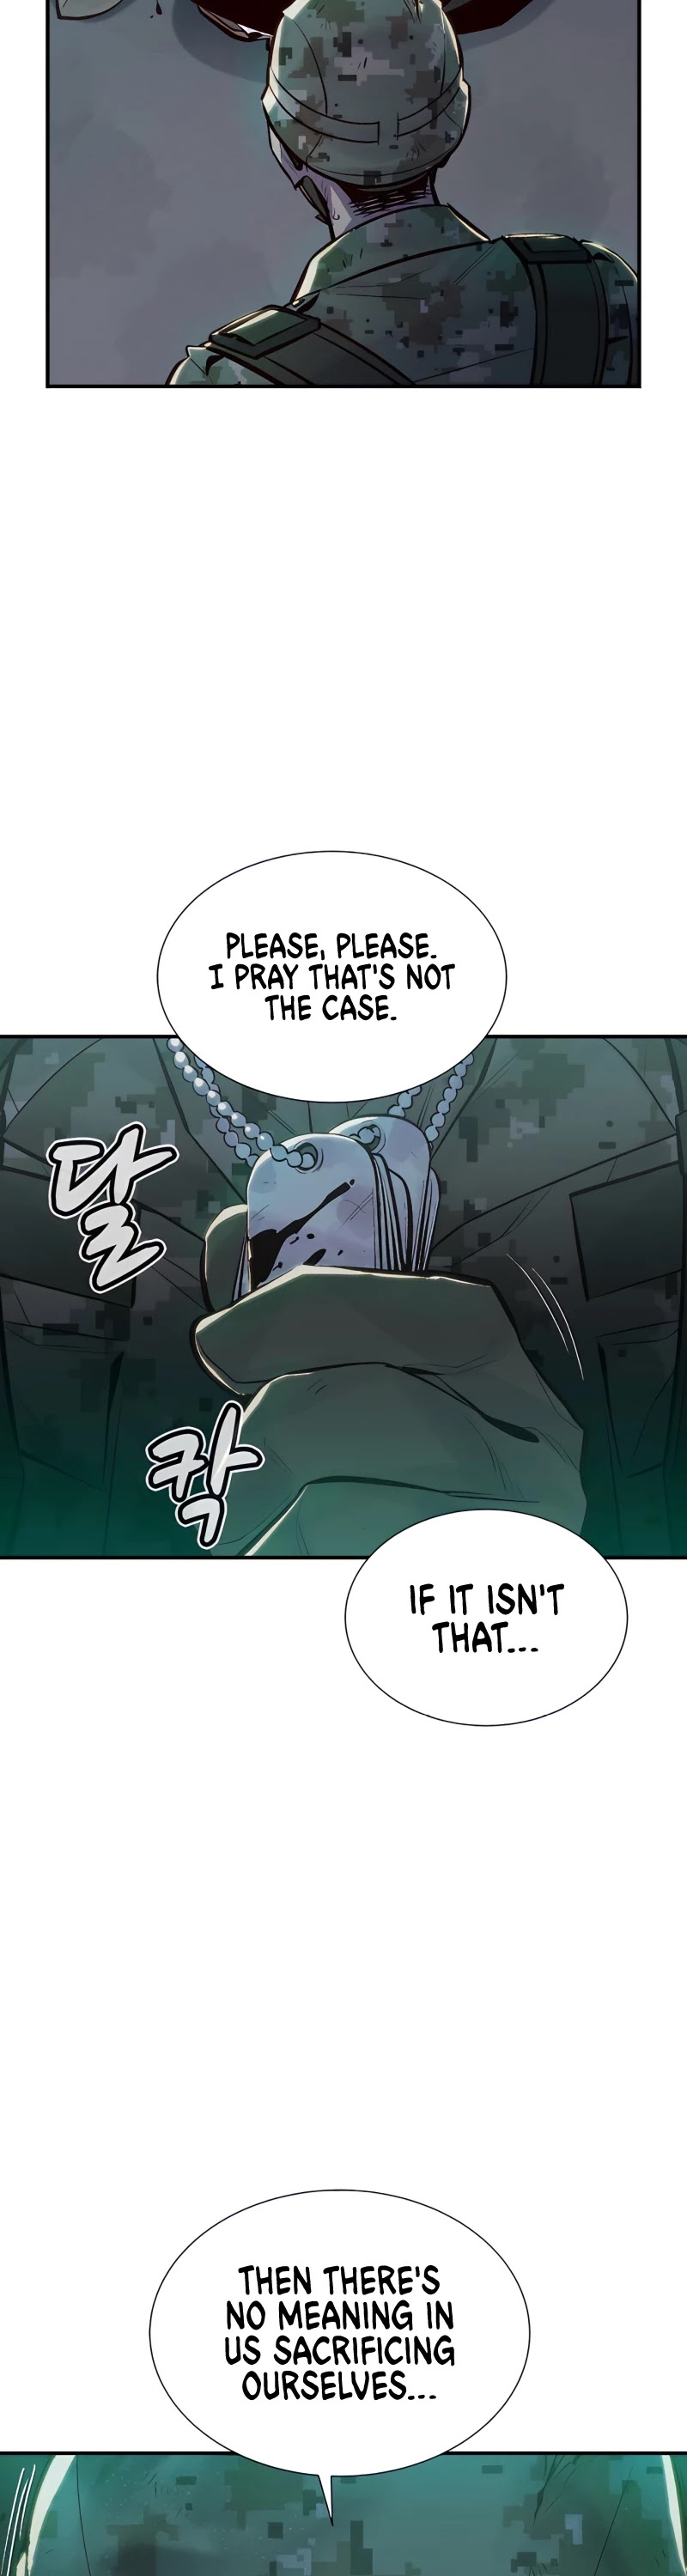 PLEASE, PLEASE.
I PRAY THAT'S NOT
THE CASE.
달
칵
IF IT ISN'T
THAT...
THEN THERE'S
NO MEANING IN
US SACRIFICING
OURSELVES...